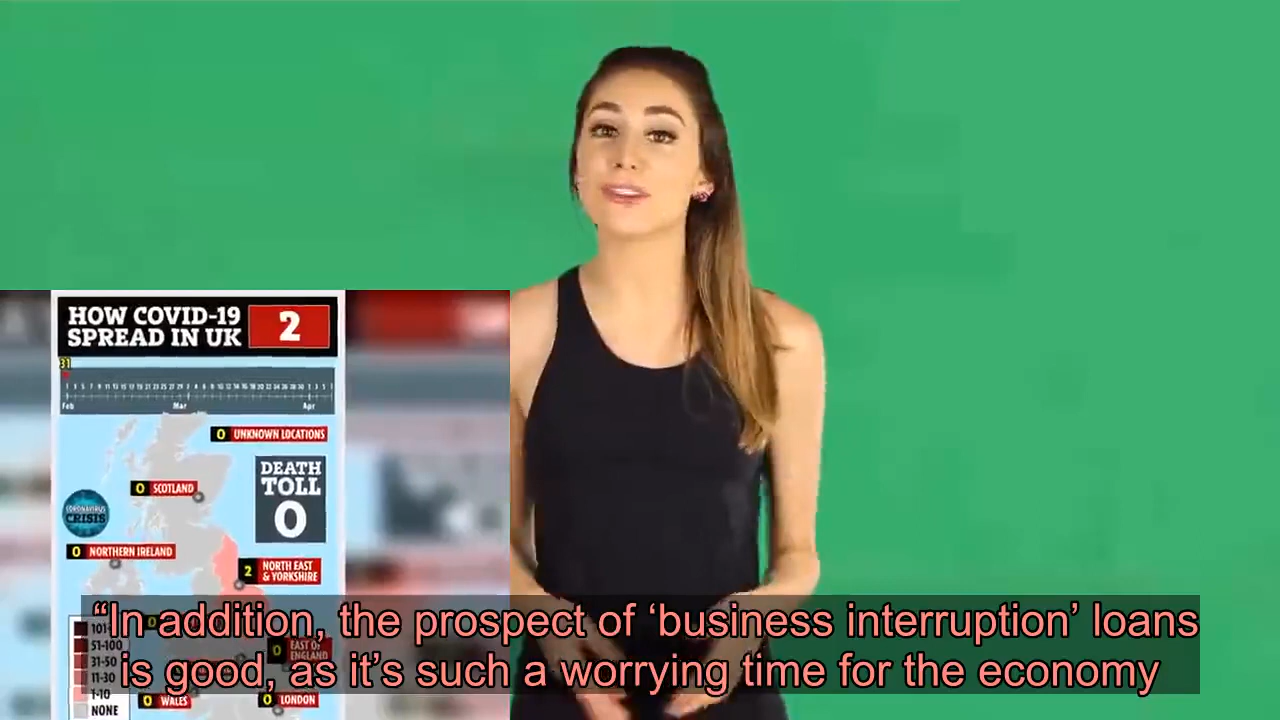 HOW COVID-19
SPREAD IN UK
2
31
Feb
Mar
Apr
0 UNKNOWN LOCATIONS
DEATH
TOLL
0
0 SCOTLAND
CORONAVIRUS
CRISIS
0 NORTHERN IRELAND
2 NORTH EAST
& YORKSHIRE
“In addition, the prospect of ‘business interruption’ loans
is good, as it’s such a worrying time for the economy
51-100
31-50
11-30
1-10
NONE
0 EAST OF
ENGLAND
0 WALES
0 LONDON